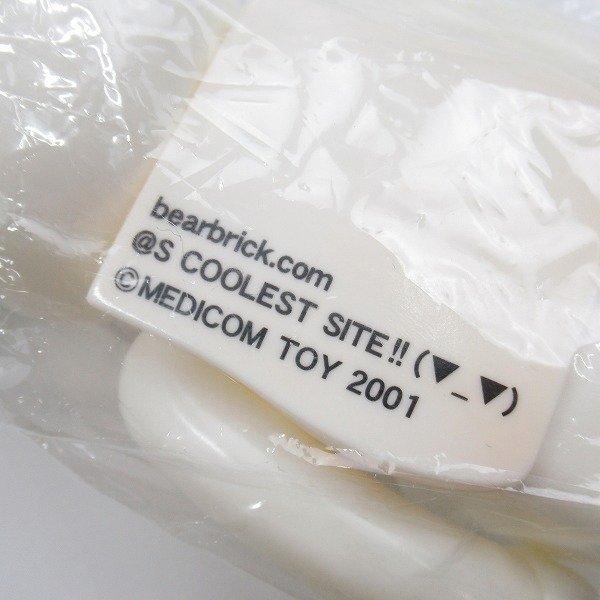 bearbrick.com
@S COOLEST SITE!! (▼_▼)
©MEDICOM TOY 2001